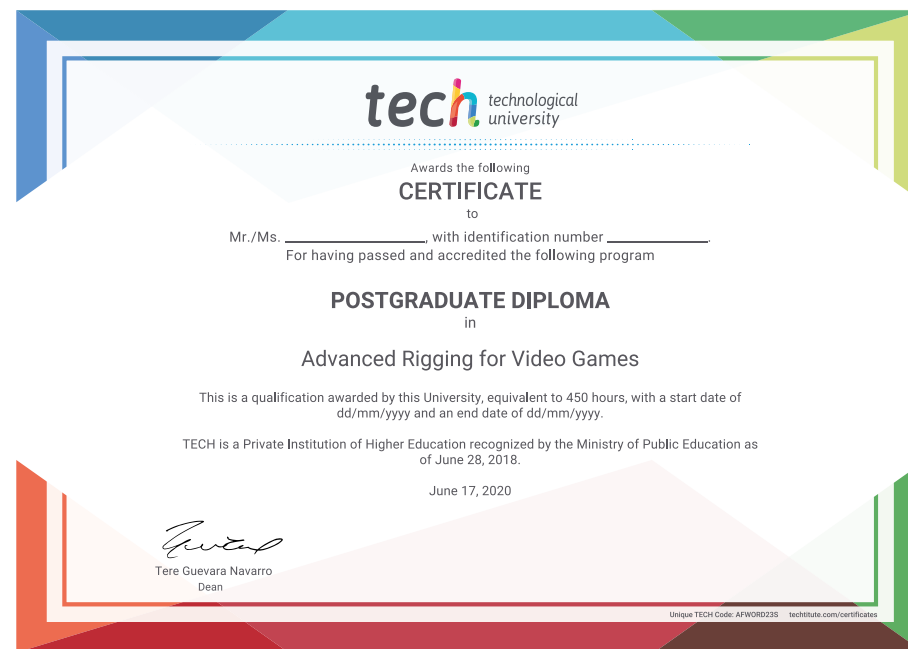 tech technological
university
Awards the following
CERTIFICATE
to
Mr./Ms. ____________________, with identification number ______________.
For having passed and accredited the following program
POSTGRADUATE DIPLOMA
in
Advanced Rigging for Video Games
This is a qualification awarded by this University, equivalent to 450 hours, with a start date of
dd/mm/yyyy and an end date of dd/mm/yyyy.
TECH is a Private Institution of Higher Education recognized by the Ministry of Public Education as
of June 28, 2018.
June 17, 2020
Tere Guevara Navarro
Dean
Unique TECH Code: AFWORD23S techtitute.com/certificates